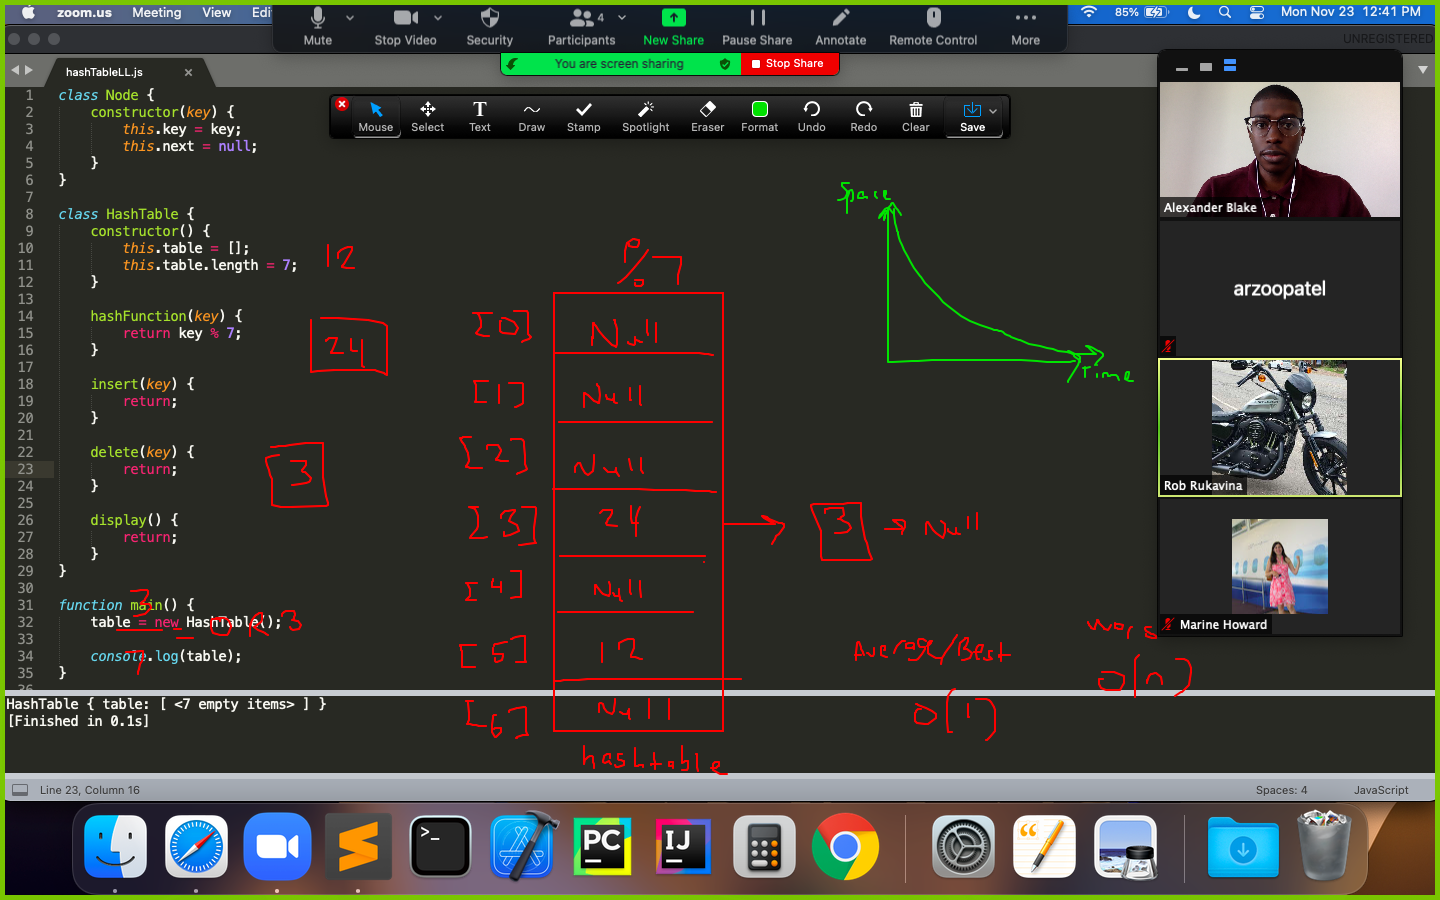 zoom.us Meeting View Edi
85% Mon Nov 23 12:41 PM
Mute Stop Video Security 4 Participants New Share Pause Share Annotate Remote Control More
UNREGISTERED
You are screen sharing Stop Share
hashTableLL.js
Mouse Select Text Draw Stamp Spotlight Eraser Format Undo Redo Clear Save
1 class Node {
2 constructor(key) {
3 this.key = key;
4 this.next = null;
5 }
6 }
7
8 class HashTable {
9 constructor() {
10 this.table = [];
11 this.table.length = 7;
12 }
13
14 hashFunction(key) {
15 return key % 7;
16 }
17
18 insert(key) {
19 return;
20 }
21
22 delete(key) {
23 return;
24 }
25
26 display() {
27 return;
28 }
29 }
30
31 function main() {
32 table = new HashTable();
33
34 console.log(table);
35 }
36
12
24
3
3
= 0 R 3
7
% 7
[0] Null
[1] Null
[2] Null
[3] 24 → 3 → Null
[4] Null
[5] 12
[6] Null
hashtable
Space
Time
Average/Best
O(1)
wors
O(n)
Alexander Blake
arzoopatel
Rob Rukavina
Marine Howard
HashTable { table: [ <7 empty items> ] }
[Finished in 0.1s]
Line 23, Column 16 Spaces: 4 JavaScript
>_
PC
IJ